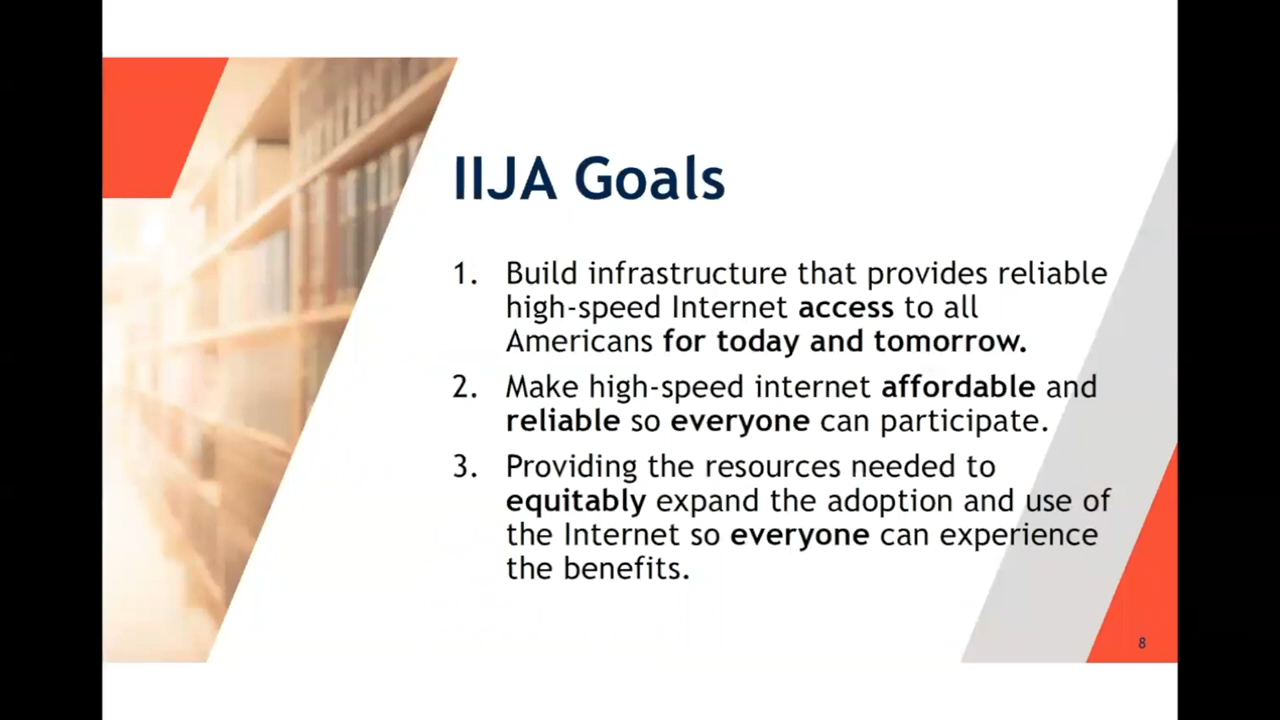 IIJA Goals
1. Build infrastructure that provides reliable
high-speed Internet access to all
Americans for today and tomorrow.
2. Make high-speed internet affordable and
reliable so everyone can participate.
3. Providing the resources needed to
equitably expand the adoption and use of
the Internet so everyone can experience
the benefits.
8